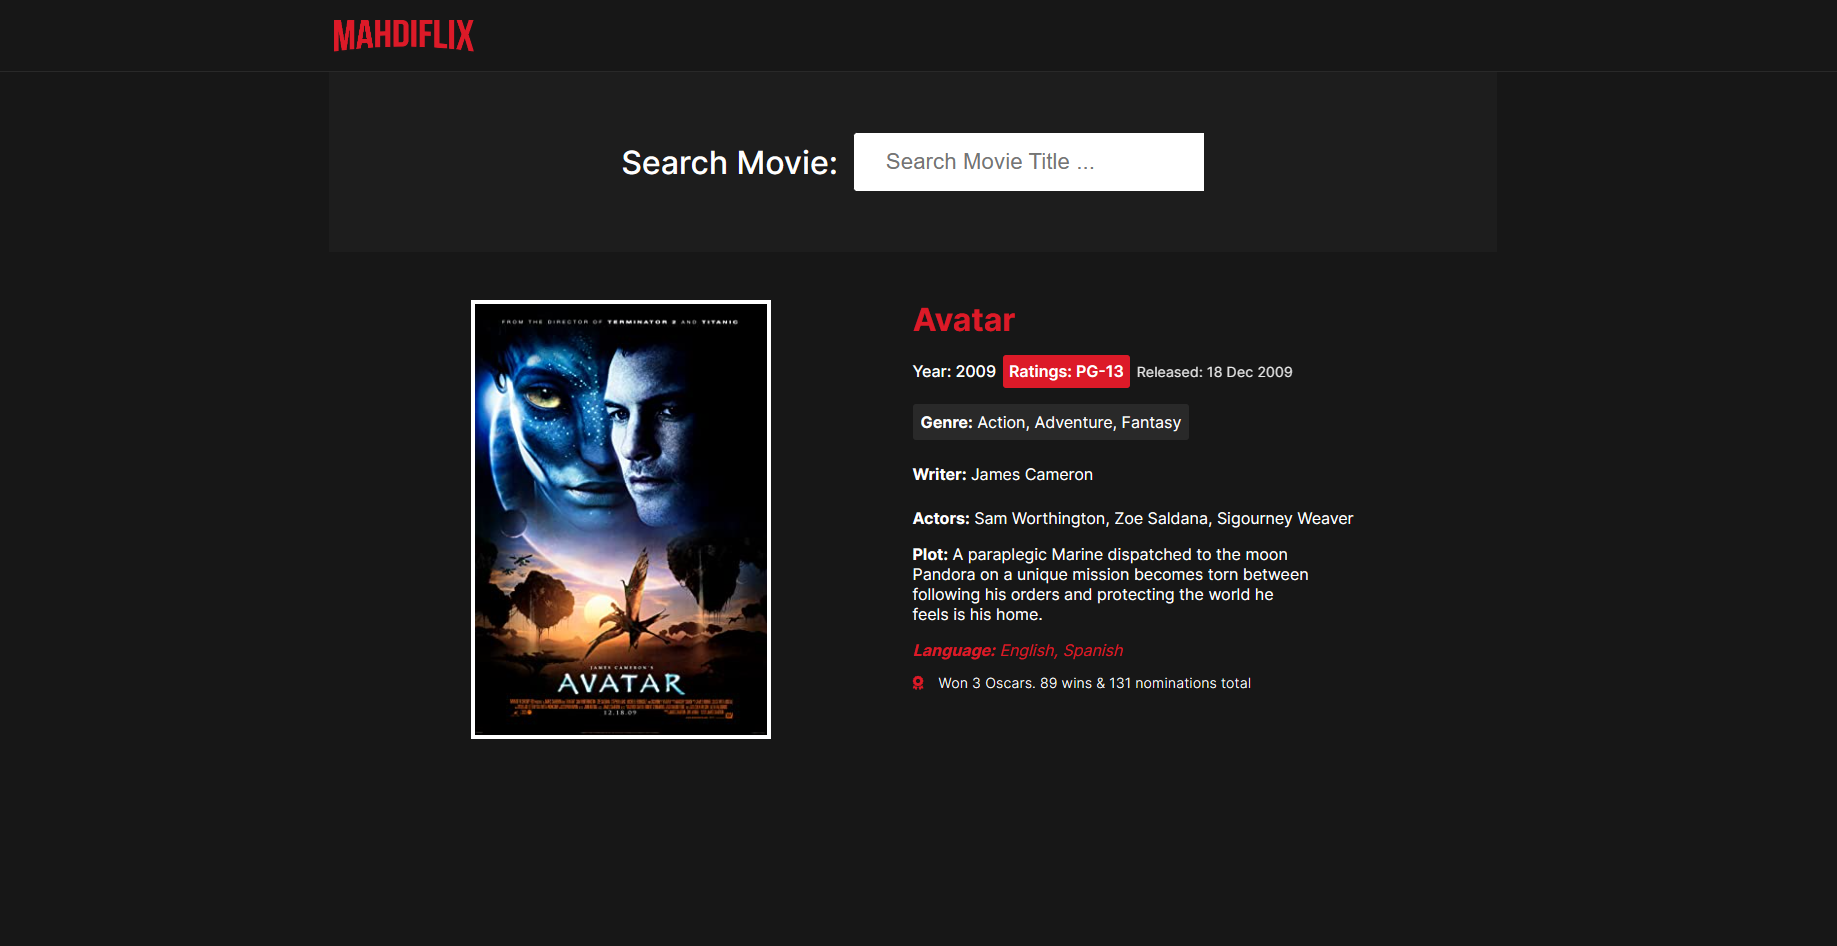 MAHDIFLIX
Search Movie:
Search Movie Title ...
FROM THE DIRECTOR OF TERMINATOR 2 AND TITANIC
JAMES CAMERON'S
AVATAR
12.18.09
Avatar
Year: 2009 Ratings: PG-13 Released: 18 Dec 2009
Genre: Action, Adventure, Fantasy
Writer: James Cameron
Actors: Sam Worthington, Zoe Saldana, Sigourney Weaver
Plot: A paraplegic Marine dispatched to the moon
Pandora on a unique mission becomes torn between
following his orders and protecting the world he
feels is his home.
Language: English, Spanish
Won 3 Oscars. 89 wins & 131 nominations total